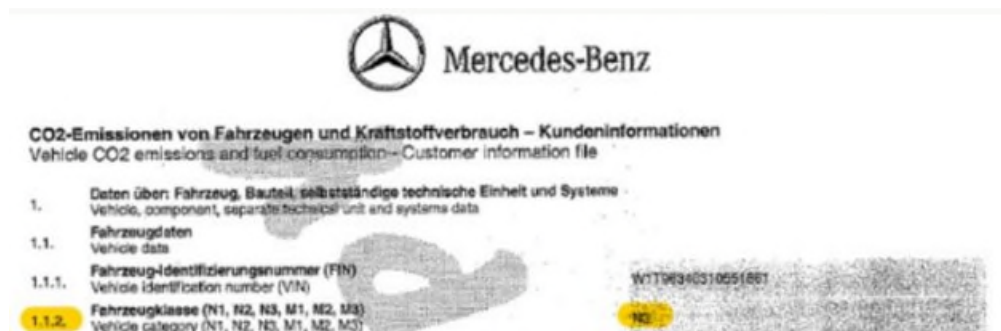 Mercedes-Benz
CO2-Emissionen von Fahrzeugen und Kraftstoffverbrauch – Kundeninformationen
Vehicle CO2 emissions and fuel consumption – Customer information file
1. Daten über: Fahrzeug, Bauteil, selbstständige technische Einheit und Systeme
Vehicle, component, separate technical unit and systems data
1.1. Fahrzeugdaten
Vehicle data
1.1.1. Fahrzeug-Identifizierungsnummer (FIN)
Vehicle identification number (VIN)
1.1.2. Fahrzeugklasse (N1, N2, N3, M1, M2, M3)
Vehicle category (N1, N2, N3, M1, M2, M3)